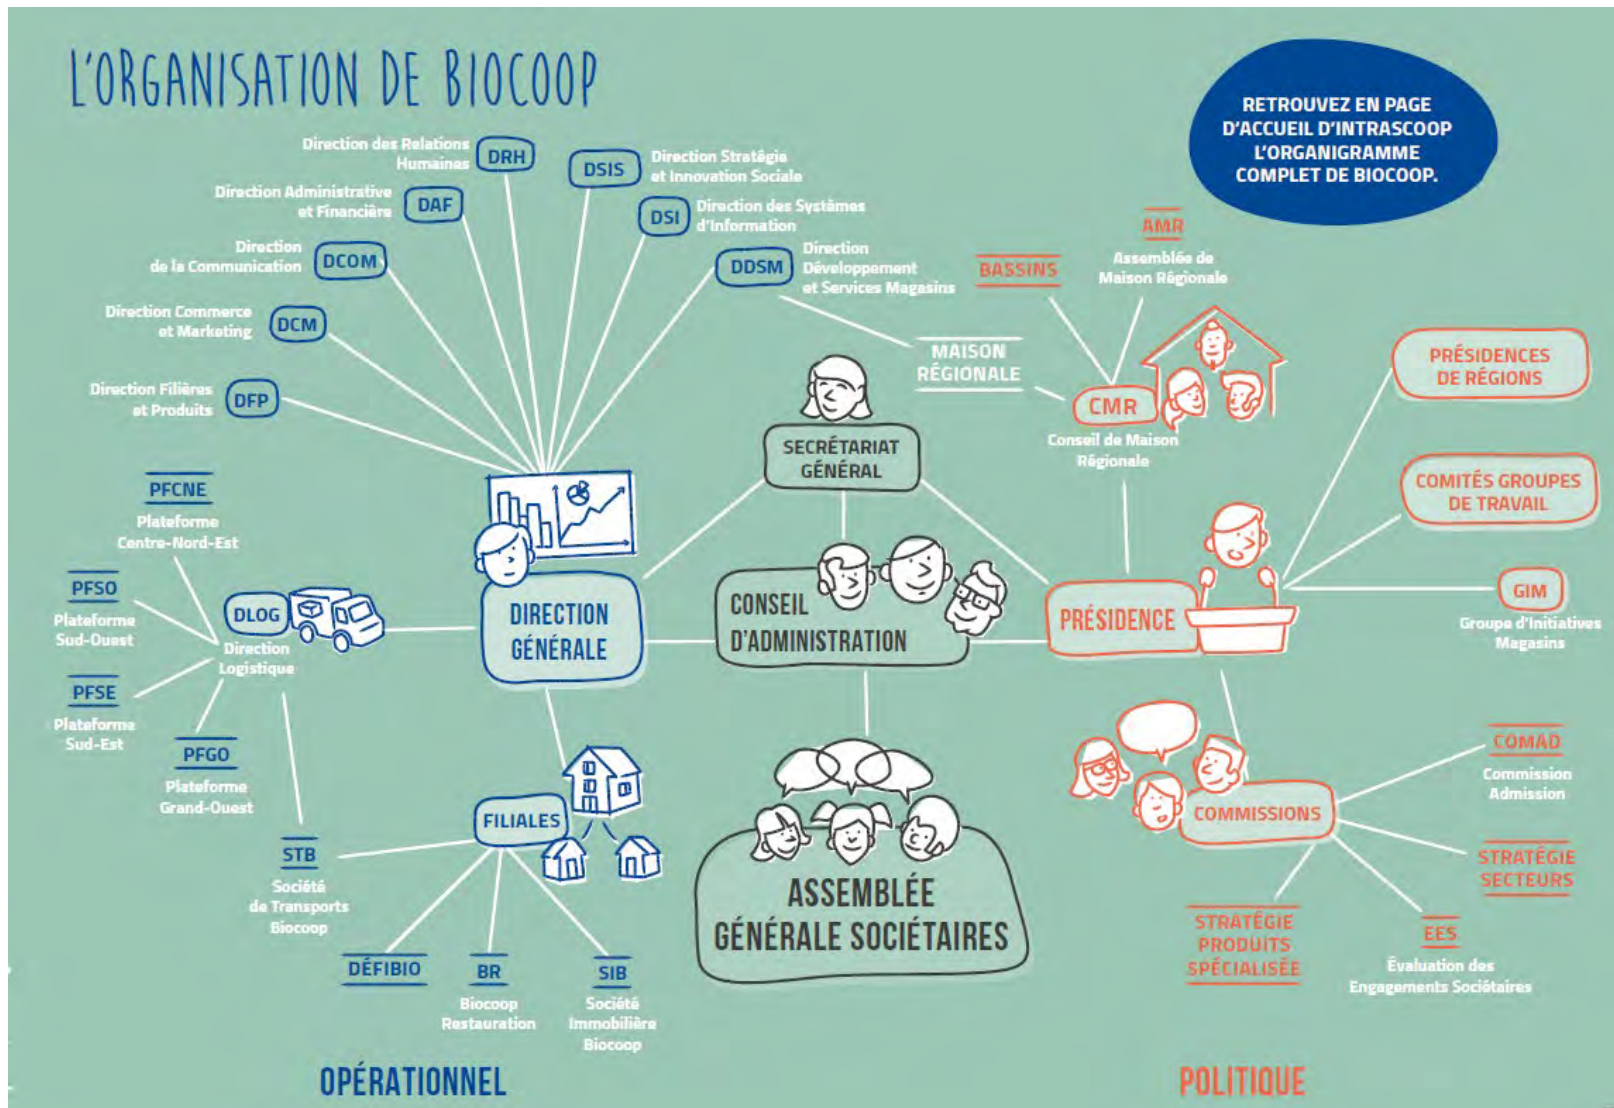 L'ORGANISATION DE BIOCOOP
RETROUVEZ EN PAGE
D'ACCUEIL D'INTRASCOOP
L'ORGANIGRAMME
COMPLET DE BIOCOOP.
Direction des Relations
Humaines
DRH
DSIS
Direction Stratégie
et Innovation Sociale
Direction Administrative
et Financière
DAF
DSI
Direction des Systèmes
d'Information
Direction
de la Communication
DCOM
DDSM
Direction
Développement
et Services Magasins
Direction Commerce
et Marketing
DCM
Direction Filières
et Produits
DFP
BASSINS
AMR
Assemblée de
Maison Régionale
MAISON
RÉGIONALE
CMR
Conseil de Maison
Régionale
PRÉSIDENCES
DE RÉGIONS
COMITÉS GROUPES
DE TRAVAIL
GIM
Groupe d'Initiatives
Magasins
SECRÉTARIAT
GÉNÉRAL
PFCNE
Plateforme
Centre-Nord-Est
PFSO
Plateforme
Sud-Ouest
DLOG
Direction
Logistique
PFSE
Plateforme
Sud-Est
PFGO
Plateforme
Grand-Ouest
DIRECTION
GÉNÉRALE
CONSEIL
D'ADMINISTRATION
PRÉSIDENCE
STB
Société
de Transports
Biocoop
FILIALES
DÉFIBIO
BR
Biocoop
Restauration
SIB
Société
Immobilière
Biocoop
ASSEMBLÉE
GÉNÉRALE SOCIÉTAIRES
COMMISSIONS
COMAD
Commission
Admission
STRATÉGIE
SECTEURS
EES
Évaluation des
Engagements Sociétaires
STRATÉGIE
PRODUITS
SPÉCIALISÉE
OPÉRATIONNEL
POLITIQUE